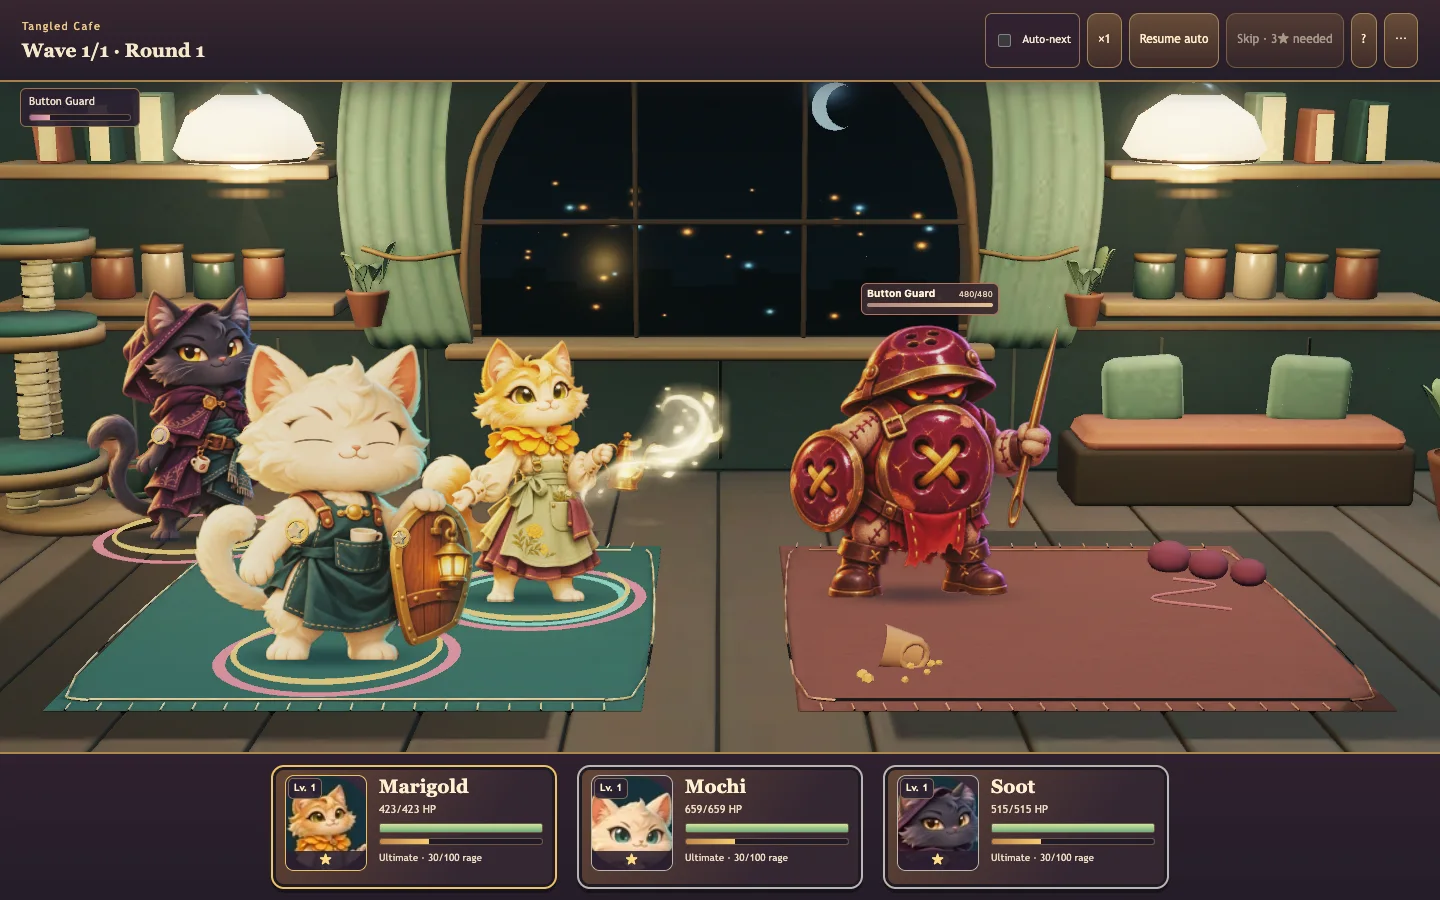 Tangled Cafe
Wave 1/1 · Round 1
Auto-next
×1
Resume auto
Skip · 3★ needed
?
...
Button Guard
Button Guard 480/480
Lv. 1
Marigold
423/423 HP
Ultimate · 30/100 rage
Lv. 1
Mochi
659/659 HP
Ultimate · 30/100 rage
Lv. 1
Soot
515/515 HP
Ultimate · 30/100 rage